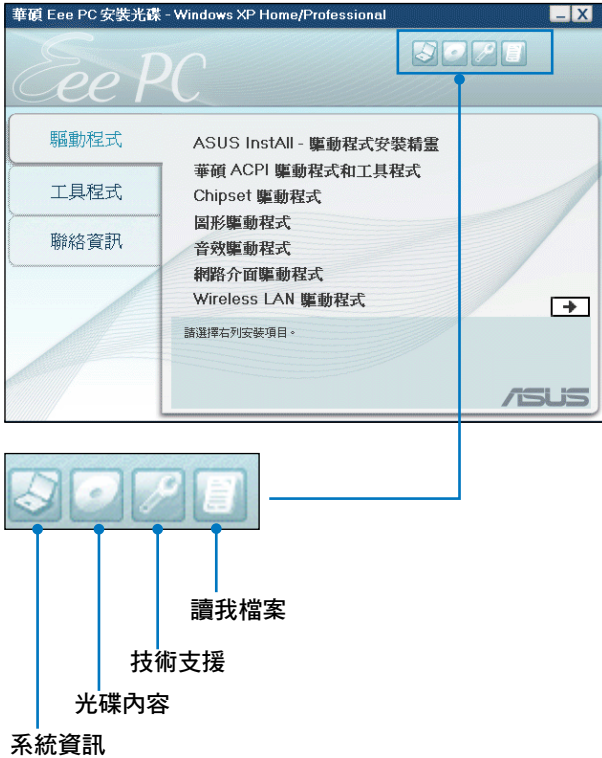 華碩 Eee PC 安裝光碟 - Windows XP Home/Professional
Eee PC
驅動程式
工具程式
聯絡資訊
ASUS InstAll - 驅動程式安裝精靈
華碩 ACPI 驅動程式和工具程式
Chipset 驅動程式
圖形驅動程式
音效驅動程式
網路介面驅動程式
Wireless LAN 驅動程式
請選擇右列安裝項目。
ASUS
讀我檔案
技術支援
光碟內容
系統資訊